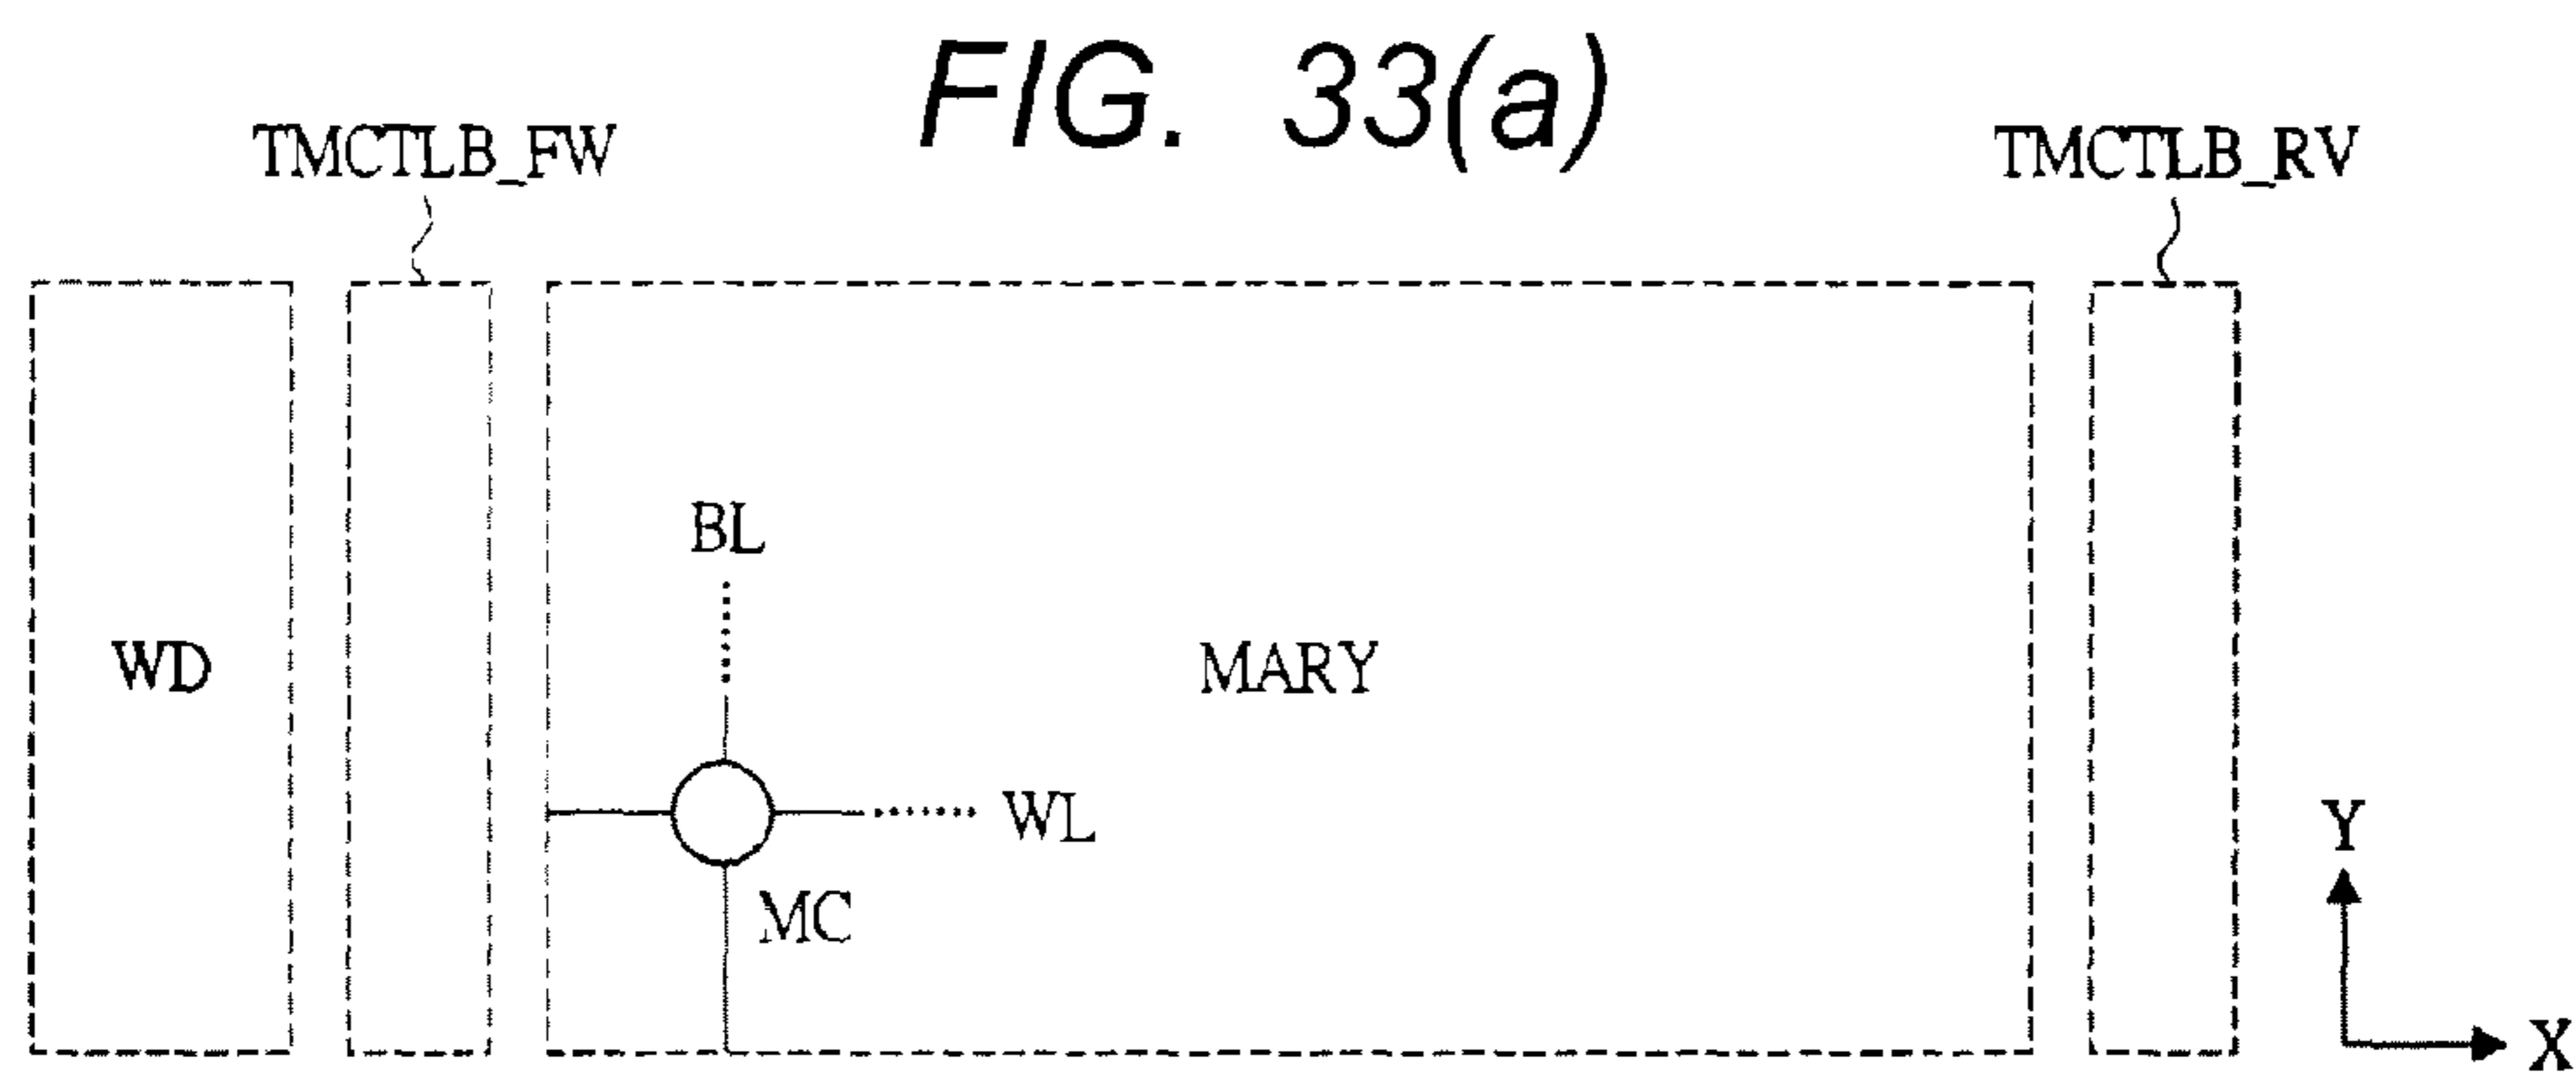 FIG. 33(a)
TMCTLB_FW
TMCTLB_RV
BL
WD
MARY
WL
MC
Y
X